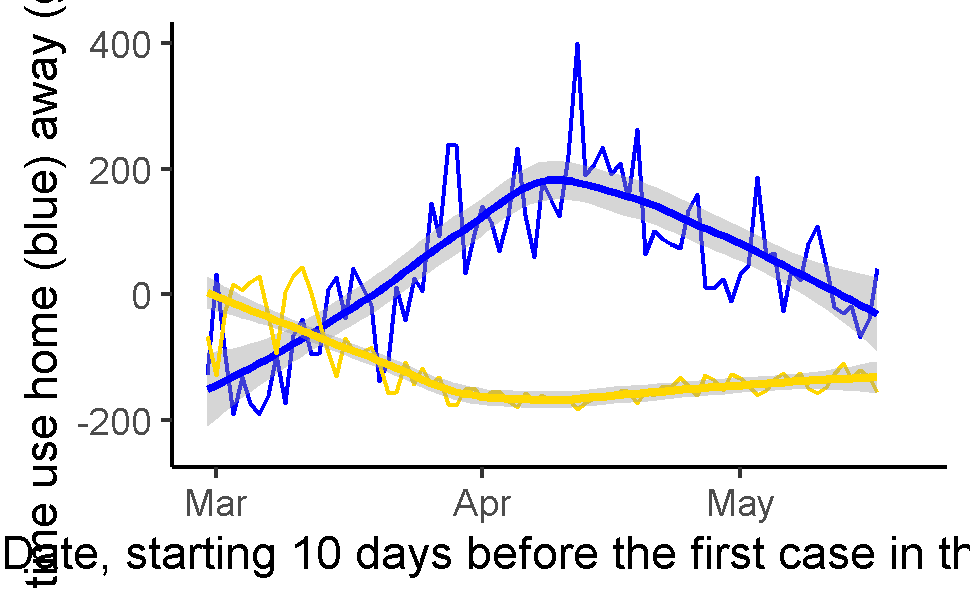 time use home (blue) away (
400
200
0
-200
Mar Apr May
Date, starting 10 days before the first case in th